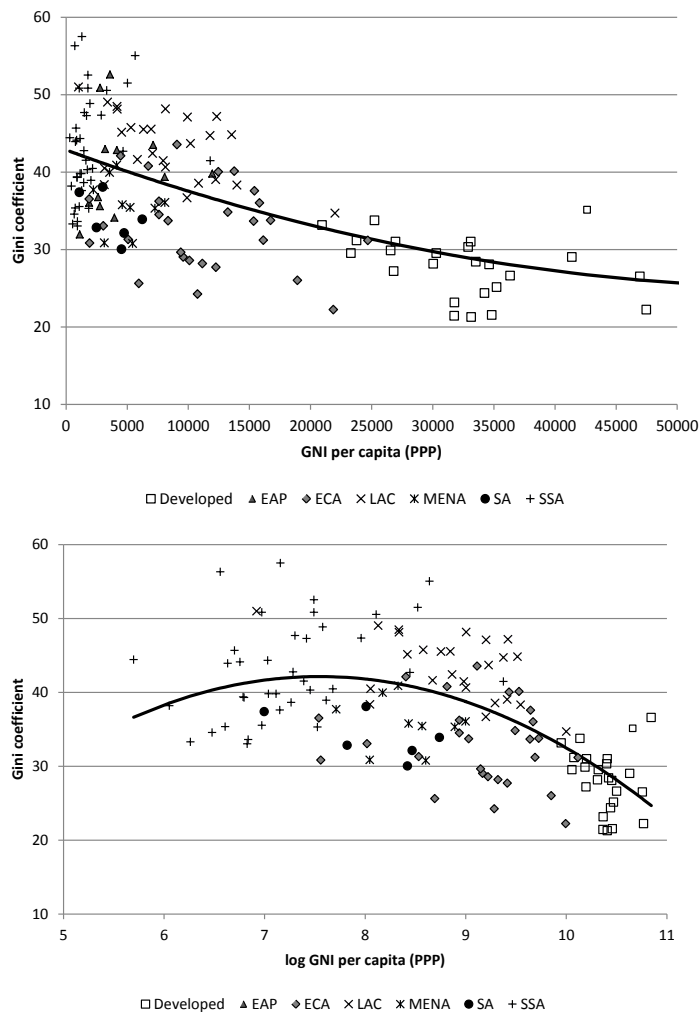 60
50
40
30
20
10
Gini coefficient
0 5000 10000 15000 20000 25000 30000 35000 40000 45000 50000
GNI per capita (PPP)
Developed EAP ECA LAC MENA SA SSA
60
50
40
30
20
10
Gini coefficient
5 6 7 8 9 10 11
log GNI per capita (PPP)
Developed EAP ECA LAC MENA SA SSA